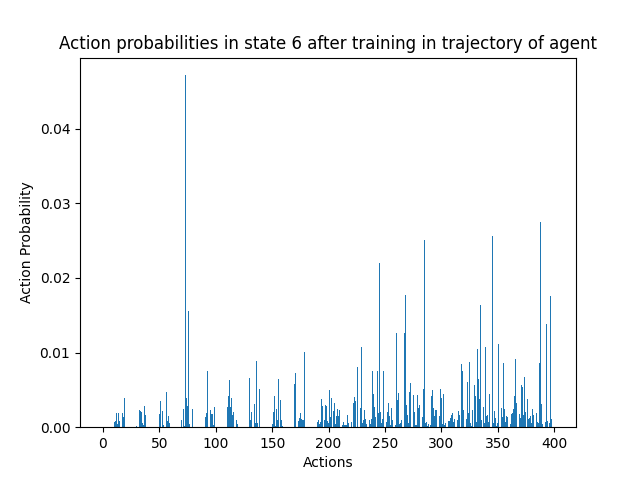 Action probabilities in state 6 after training in trajectory of agent
Action Probability
0.04
0.03
0.02
0.01
0.00
0 50 100 150 200 250 300 350 400
Actions